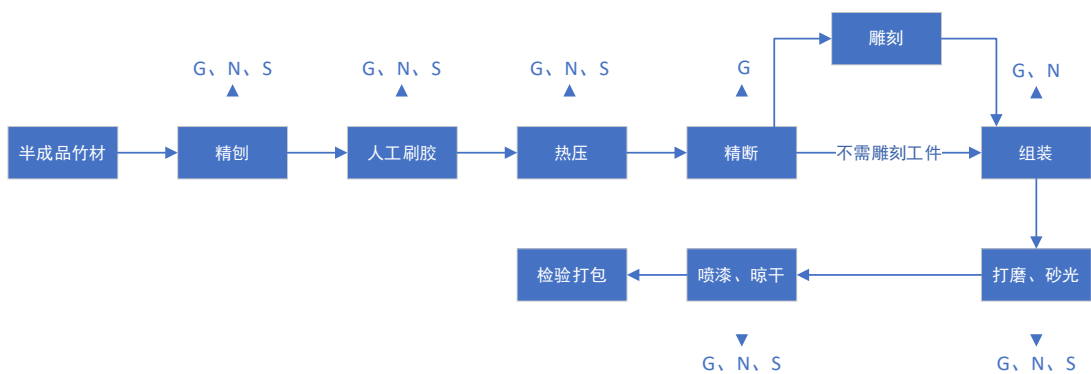 雕刻
G、N、S
G、N、S
G、N、S
G
G、N
半成品竹材
精刨
人工刷胶
热压
精断
不需雕刻工件
组装
检验打包
喷漆、晾干
打磨、砂光
G、N、S
G、N、S